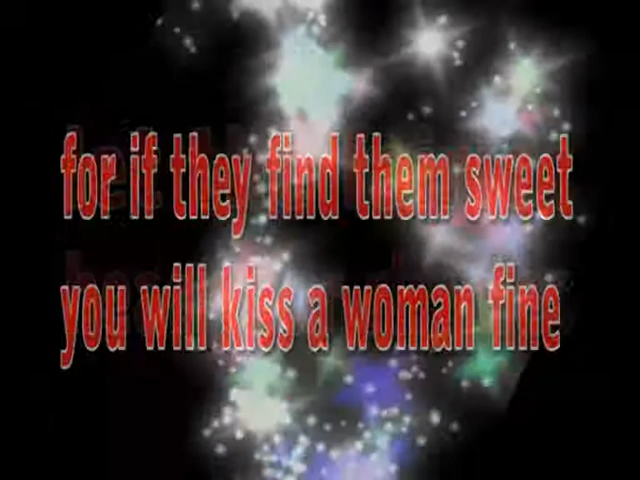 for if they find them sweet
you will kiss a woman fine